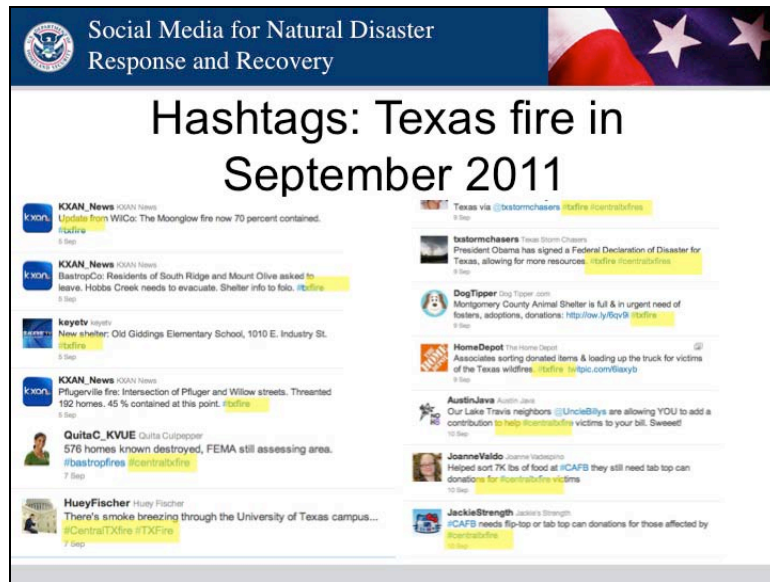 Social Media for Natural Disaster
Response and Recovery
Hashtags: Texas fire in
September 2011
KXAN_News KXAN News
Update from WilCo: The Moonglow fire now 70 percent contained.
#txfire
5 Sep
KXAN_News KXAN News
BastropCo: Residents of South Ridge and Mount Olive asked to
leave. Hobbs Creek needs to evacuate. Shelter info to folo. #txfire
5 Sep
keyetv keyetv
New shelter: Old Giddings Elementary School, 1010 E. Industry St.
#txfire
5 Sep
KXAN_News KXAN News
Pflugerville fire: Intersection of Pfluger and Willow streets. Threanted
192 homes. 45 % contained at this point. #txfire
5 Sep
QuitaC_KVUE Quita Culpepper
576 homes known destroyed, FEMA still assessing area.
#bastropfires #centraltxfire
7 Sep
HueyFischer Huey Fischer
There's smoke breezing through the University of Texas campus...
#CentralTXfire #TXFire
7 Sep
Texas via @txstormchasers #txfire #centraltxfires
9 Sep
txstormchasers Texas Storm Chasers
President Obama has signed a Federal Declaration of Disaster for
Texas, allowing for more resources. #txfire #centraltxfires
9 Sep
DogTipper Dog Tipper .com
Montgomery County Animal Shelter is full & in urgent need of
fosters, adoptions, donations: http://ow.ly/6qv9l #txfire
9 Sep
HomeDepot The Home Depot
Associates sorting donated items & loading up the truck for victims
of the Texas wildfires. #txfire twitpic.com/6iaxyb
9 Sep
AustinJava Austin Java
Our Lake Travis neighbors @UncleBillys are allowing YOU to add a
contribution to help #centraltxfire victims to your bill. Sweeet!
10 Sep
JoanneValdo Joanne Vadespino
Helped sort 7K lbs of food at #CAFB they still need tab top can
donations for #centraltxfire victims
10 Sep
JackieStrength Jackie's Strength
#CAFB needs flip-top or tab top can donations for those affected by
#centraltxfire
10 Sep